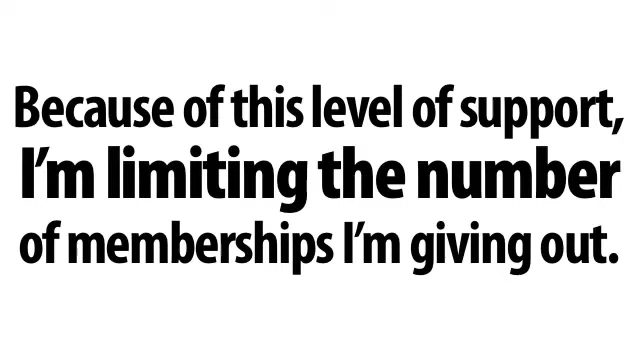 Because of this level of support,
I'm limiting the number
of memberships I'm giving out.